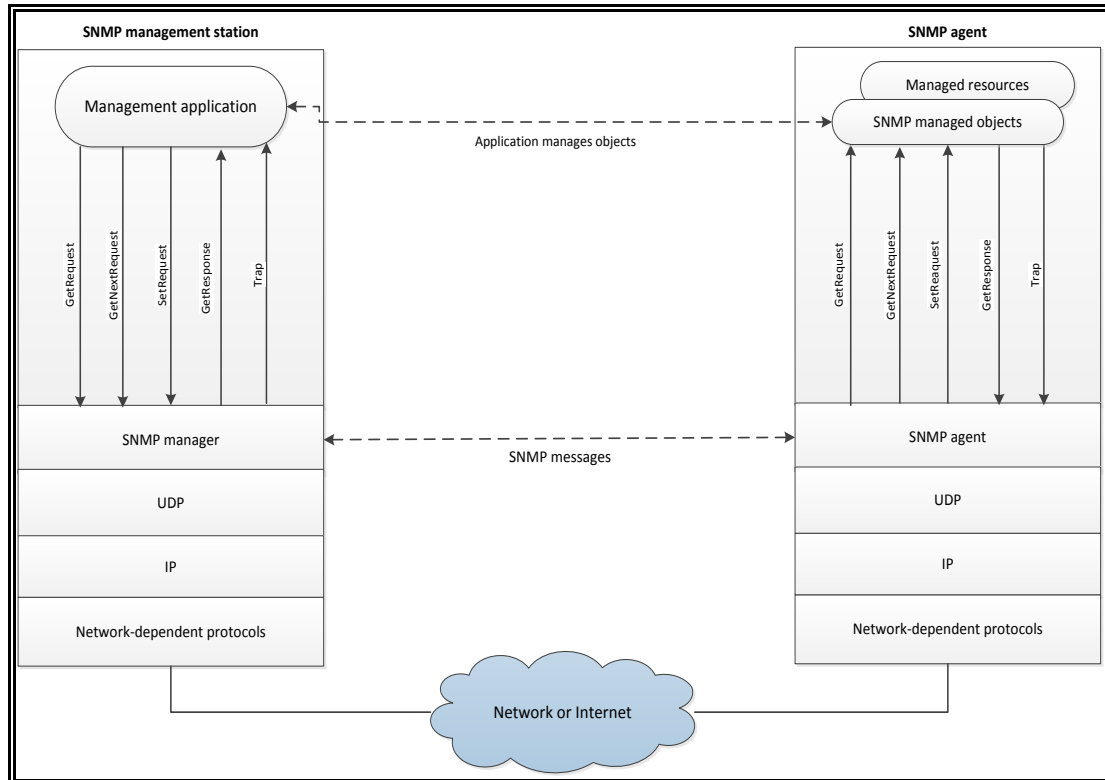 SNMP management station
SNMP agent
Management application
Managed resources
SNMP managed objects
Application manages objects
GetRequest
GetNextRequest
SetRequest
GetResponse
Trap
GetRequest
GetNextRequest
SetReaquest
GetResponse
Trap
SNMP manager
SNMP agent
SNMP messages
UDP
UDP
IP
IP
Network-dependent protocols
Network-dependent protocols
Network or Internet